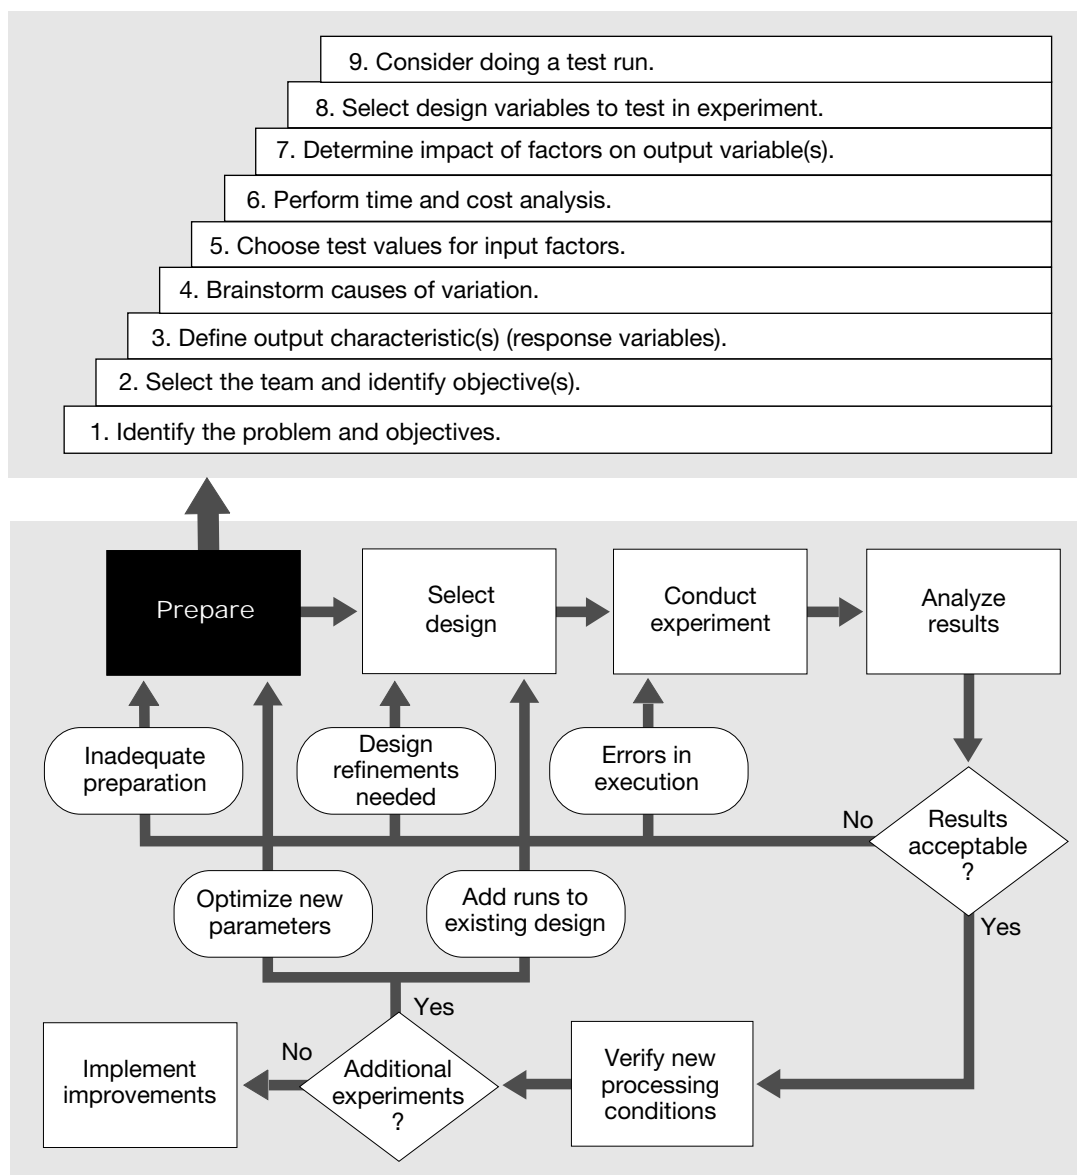 9. Consider doing a test run.
8. Select design variables to test in experiment.
7. Determine impact of factors on output variable(s).
6. Perform time and cost analysis.
5. Choose test values for input factors.
4. Brainstorm causes of variation.
3. Define output characteristic(s) (response variables).
2. Select the team and identify objective(s).
1. Identify the problem and objectives.
Prepare
Select
design
Conduct
experiment
Analyze
results
Inadequate
preparation
Design
refinements
needed
Errors in
execution
No
Results
acceptable
?
Optimize new
parameters
Add runs to
existing design
Yes
Yes
Implement
improvements
No
Additional
experiments
?
Verify new
processing
conditions